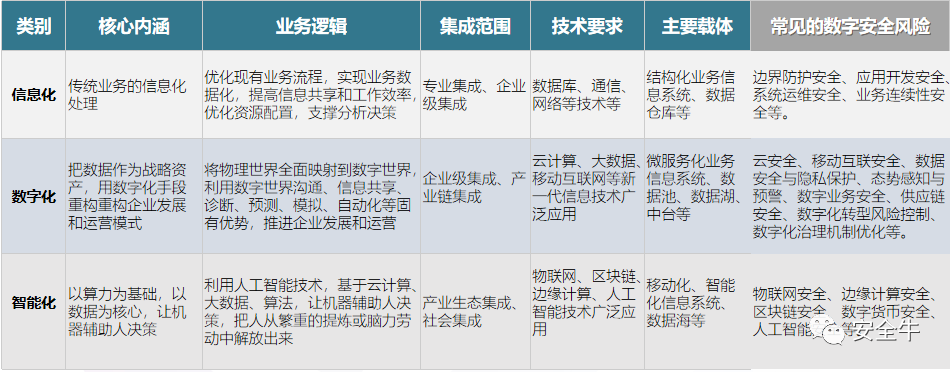 类别 核心内涵 业务逻辑 集成范围 技术要求 主要载体 常见的数字安全风险
信息化
传统业务的信息化
处理
优化现有业务流程，实现业务数
据化，提高信息共享和工作效率，
优化资源配置，支撑分析决策
专业集成、企业
级集成
数据库、通信、
网络等技术等
结构化业务信
息系统、数据
仓库等
边界防护安全、应用开发安全、
系统运维安全、业务连续性安
全等。
数字化
把数据作为战略资
产，用数字化手段
重构重构企业发展
和运营模式
将物理世界全面映射到数字世界，
利用数字世界沟通、信息共享、
诊断、预测、模拟、自动化等固
有优势，推进企业发展和运营
企业级集成、产
业链集成
云计算、大数据、
移动互联网等新
一代信息技术广
泛应用
微服务化业务
信息系统、数
据池、数据湖、
中台等
云安全、移动互联安全、数据
安全与隐私保护、态势感知与
预警、数字业务安全、供应链
安全、数字化转型风险控制、
数字化治理机制优化等。
智能化
以算力为基础，以
数据为核心，让机
器辅助人决策
利用人工智能技术，基于云计算、
大数据、算法，让机器辅助人决
策，把人从繁重的提炼或脑力劳
动中解放出来
产业生态集成、
社会集成
物联网、区块链、
边缘计算、人工
智能技术广泛应
用
移动化、智能
化信息系统、
数据海等
物联网安全、边缘计算安全、
区块链安全、数字货币安全、
人工智能 等
安全牛